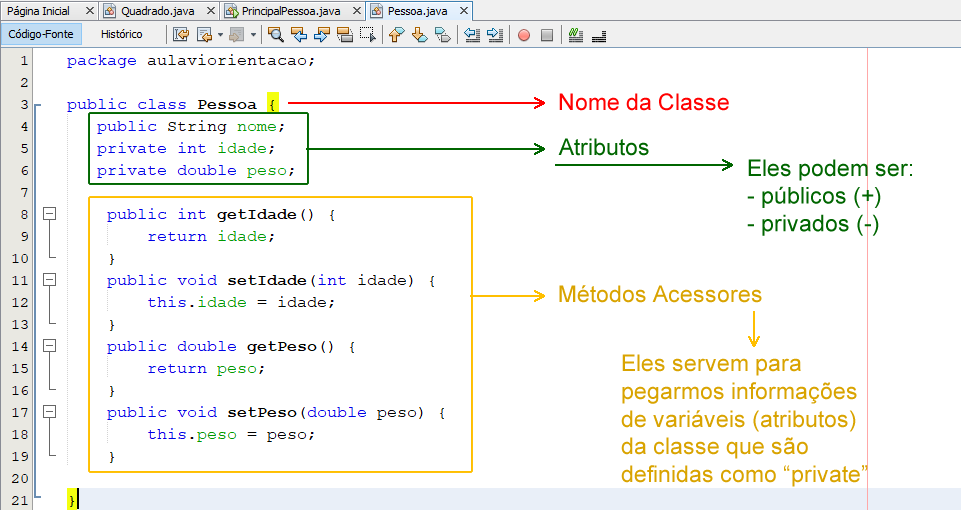 Página Inicial Quadrado.java PrincipalPessoa.java Pessoa.java
Código-Fonte Histórico
1 package aulaviorientacao;
2
3 public class Pessoa {
4 public String nome;
5 private int idade;
6 private double peso;
7
8 public int getIdade() {
9 return idade;
10 }
11 public void setIdade(int idade) {
12 this.idade = idade;
13 }
14 public double getPeso() {
15 return peso;
16 }
17 public void setPeso(double peso) {
18 this.peso = peso;
19 }
20
21 }
Nome da Classe
Atributos
Eles podem ser:
- públicos (+)
- privados (-)
Métodos Acessores
Eles servem para
pegarmos informações
de variáveis (atributos)
da classe que são
definidas como “private”